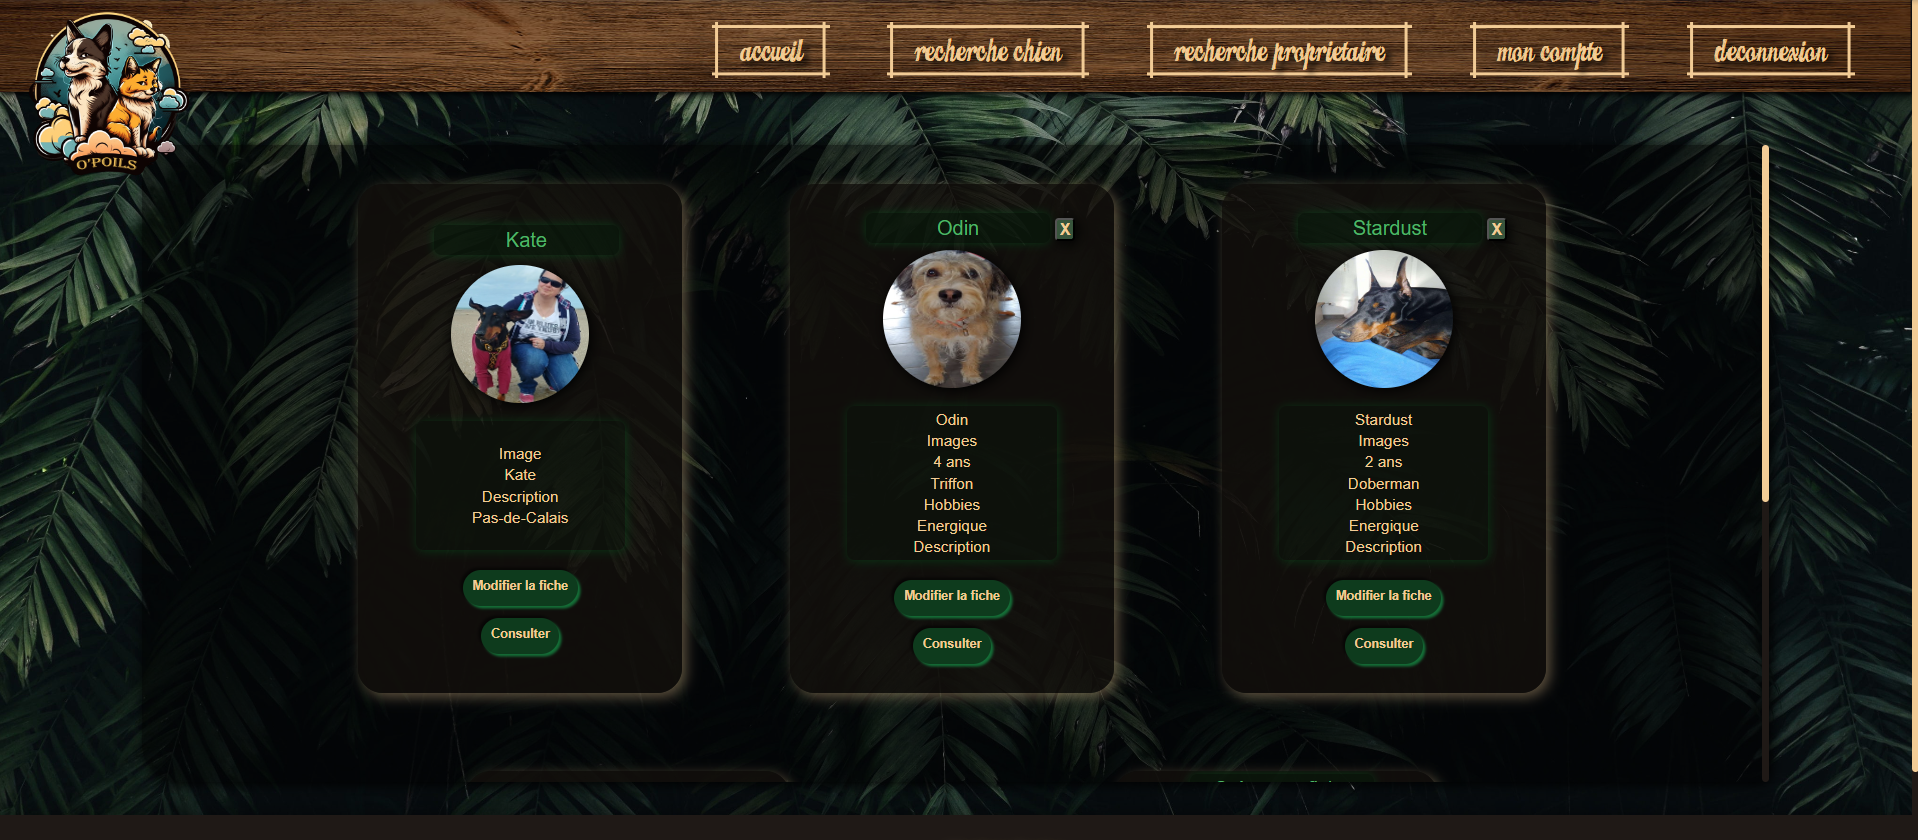 accueil
recherche chien
recherche proprietaire
mon compte
deconnexion
O'POILS
Kate
Image
Kate
Description
Pas-de-Calais
Modifier la fiche
Consulter
Odin
X
Odin
Images
4 ans
Triffon
Hobbies
Energique
Description
Modifier la fiche
Consulter
Stardust
X
Stardust
Images
2 ans
Doberman
Hobbies
Energique
Description
Modifier la fiche
Consulter